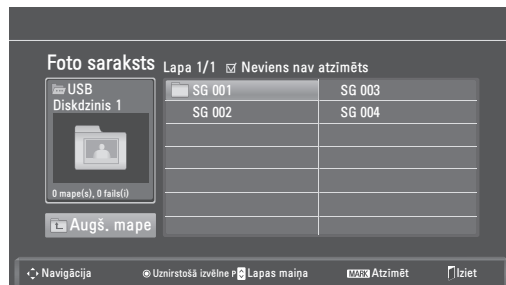 Foto saraksts
Lapa 1/1 Neviens nav atzīmēts
USB
Diskdzinis 1
0 mape(s), 0 fails(i)
Augš. mape
SG 001
SG 003
SG 002
SG 004
Navigācija Uznirstošā izvēlne P Lapas maiņa MARK Atzīmēt Iziet